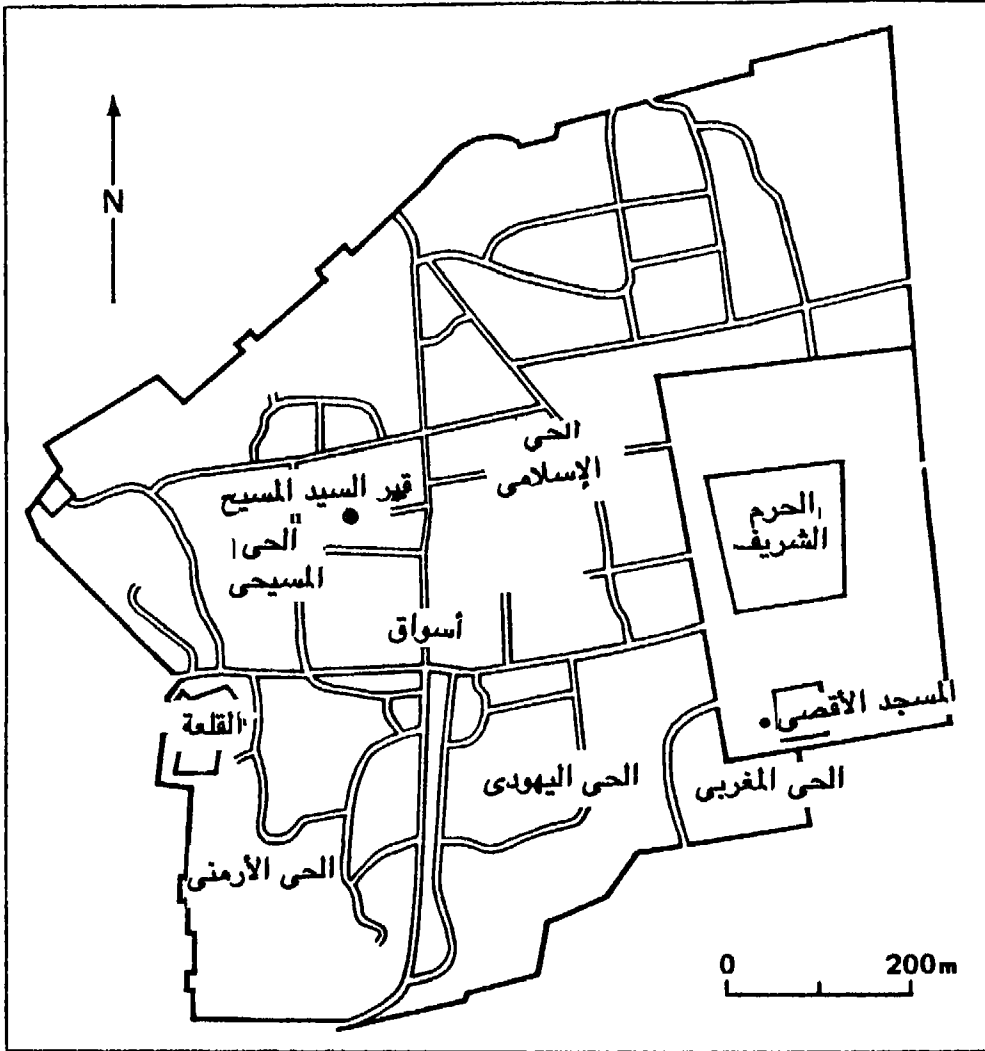 N
الحى
الإسلامى
قبر السيد المسيح
الحى
المسيحى
الحرم
الشريف
أسواق
القلعة
المسجد الأقصى
الحى اليهودى
الحى المغربى
الحى الأرمنى
0 200m